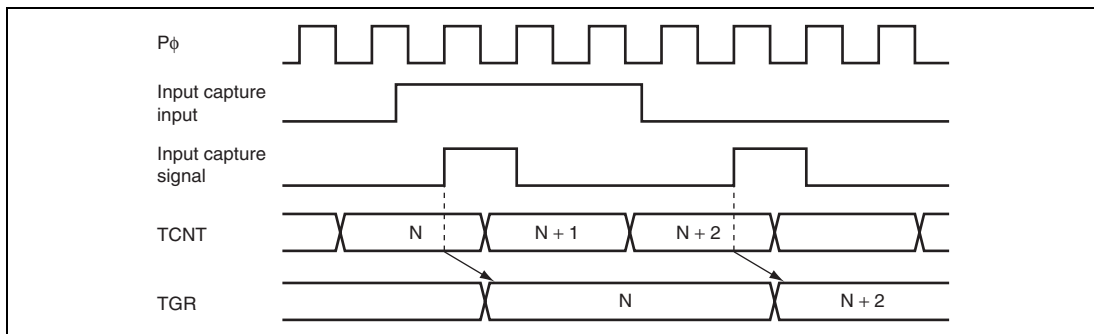 Pϕ
Input capture
input
Input capture
signal
TCNT
N
N + 1
N + 2
TGR
N
N + 2